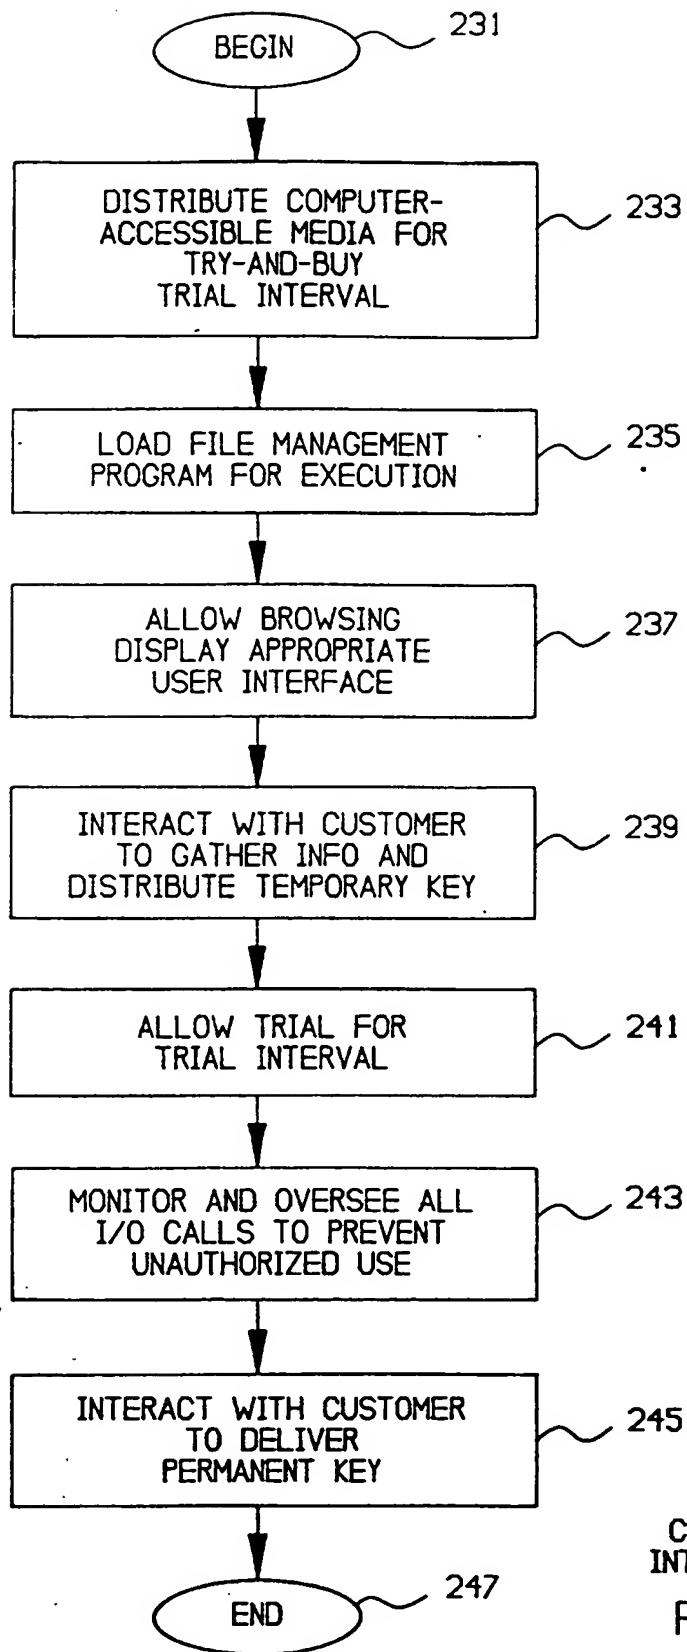 BEGIN
231
DISTRIBUTE COMPUTER-
ACCESSIBLE MEDIA FOR
TRY-AND-BUY
TRIAL INTERVAL
233
LOAD FILE MANAGEMENT
PROGRAM FOR EXECUTION
235
ALLOW BROWSING
DISPLAY APPROPRIATE
USER INTERFACE
237
INTERACT WITH CUSTOMER
TO GATHER INFO AND
DISTRIBUTE TEMPORARY KEY
239
ALLOW TRIAL FOR
TRIAL INTERVAL
241
MONITOR AND OVERSEE ALL
I/O CALLS TO PREVENT
UNAUTHORIZED USE
243
INTERACT WITH CUSTOMER
TO DELIVER
PERMANENT KEY
245
END
247